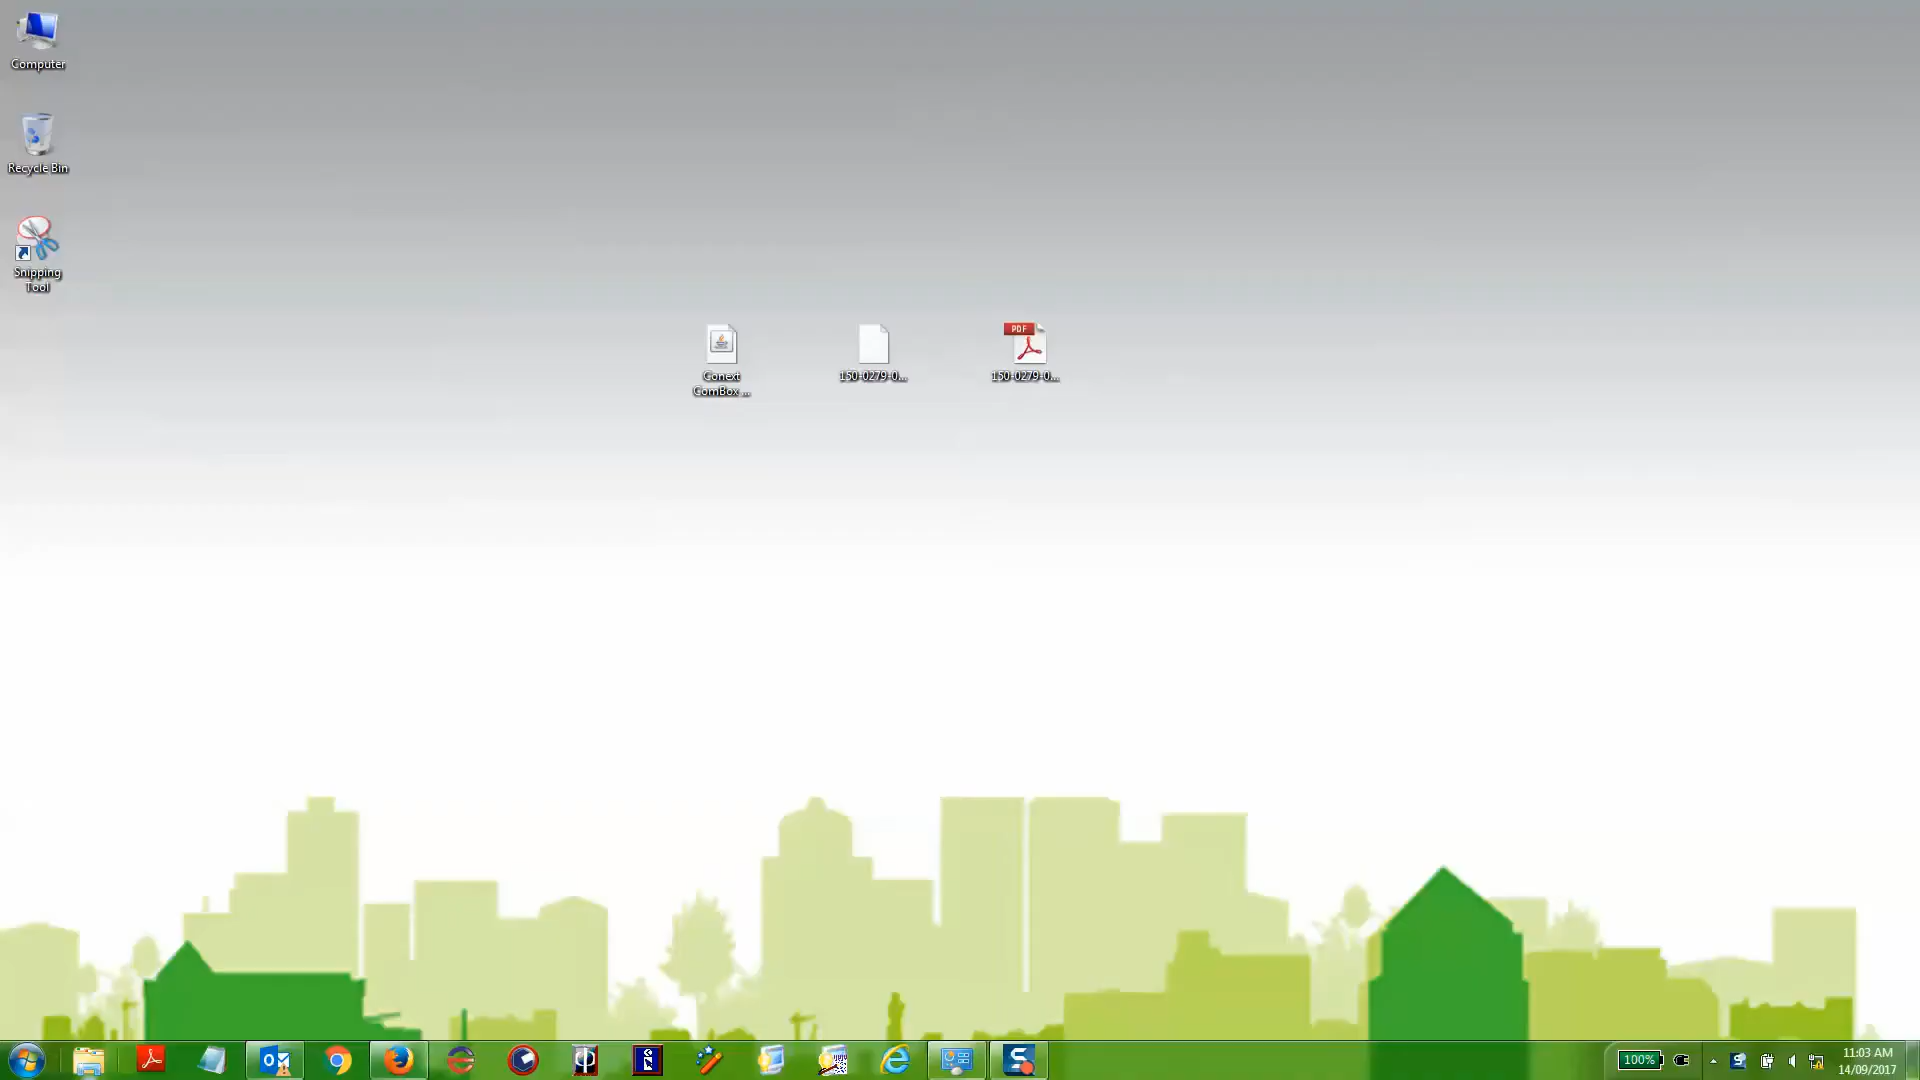 Computer
Recycle Bin
Snipping
Tool
Conext
ComBox ...
150-0279-0...
PDF
150-0279-0...
100%
11:03 AM
14/09/2017